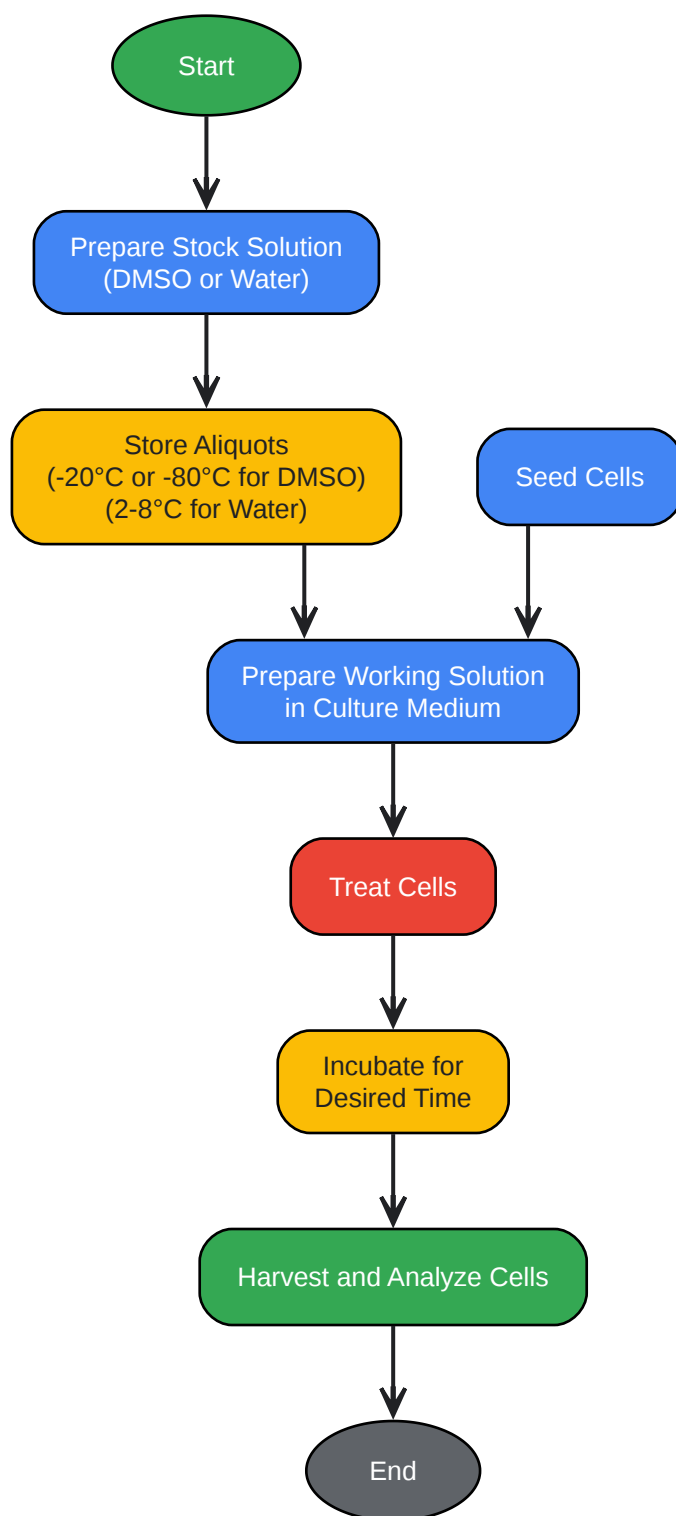 Start
Prepare Stock Solution
(DMSO or Water)
Store Aliquots
(-20°C or -80°C for DMSO)
(2-8°C for Water)
Seed Cells
Prepare Working Solution
in Culture Medium
Treat Cells
Incubate for
Desired Time
Harvest and Analyze Cells
End